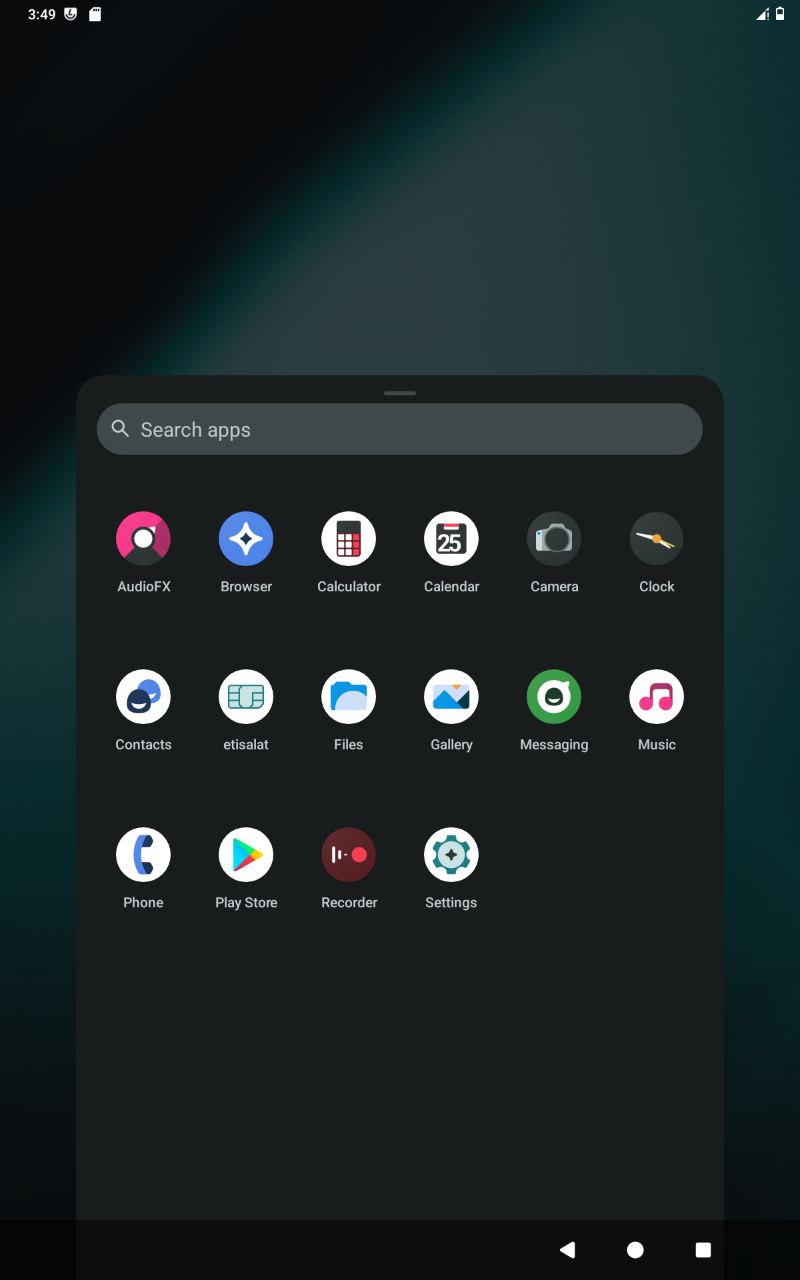 3:49
Search apps
25
AudioFX Browser Calculator Calendar Camera Clock
Contacts etisalat Files Gallery Messaging Music
Phone Play Store Recorder Settings